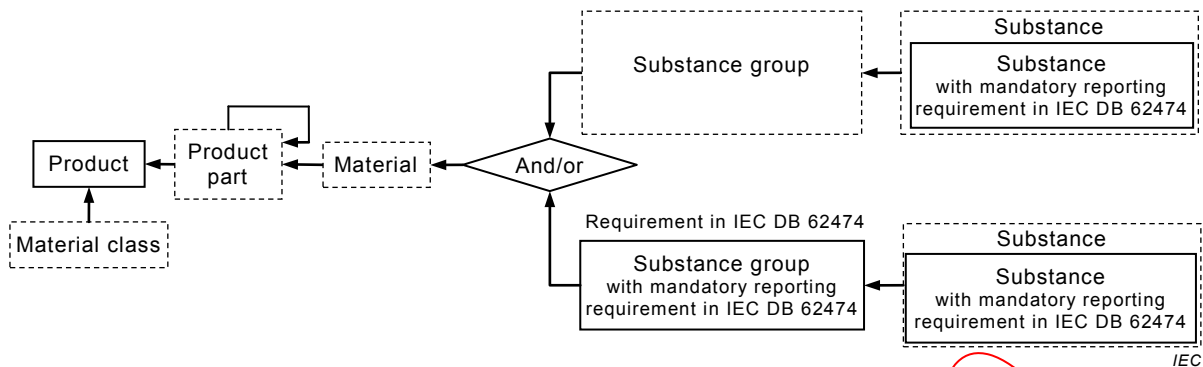 Substance
Substance
with mandatory reporting
requirement in IEC DB 62474
Substance group
Product
Product
part
Material
And/or
Material class
Requirement in IEC DB 62474
Substance group
with mandatory reporting
requirement in IEC DB 62474
Substance
Substance
with mandatory reporting
requirement in IEC DB 62474
IEC